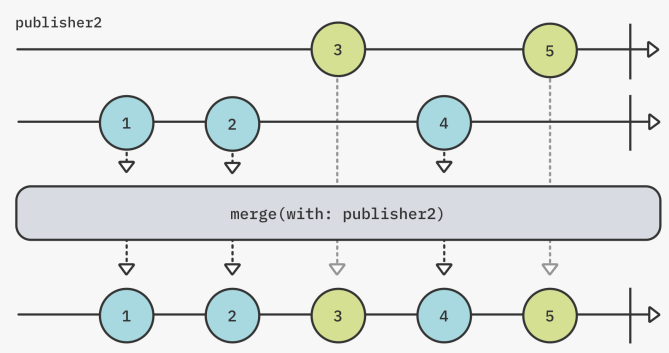 publisher2
3 5
1 2 4
merge(with: publisher2)
1 2 3 4 5